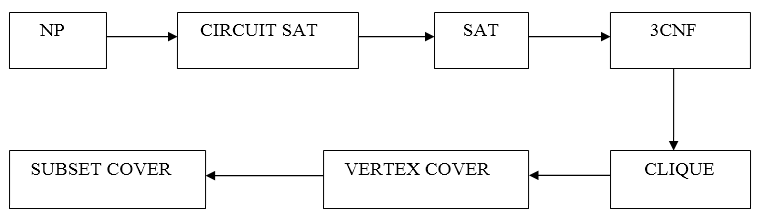 NP
CIRCUIT SAT
SAT
3CNF
SUBSET COVER
VERTEX COVER
CLIQUE